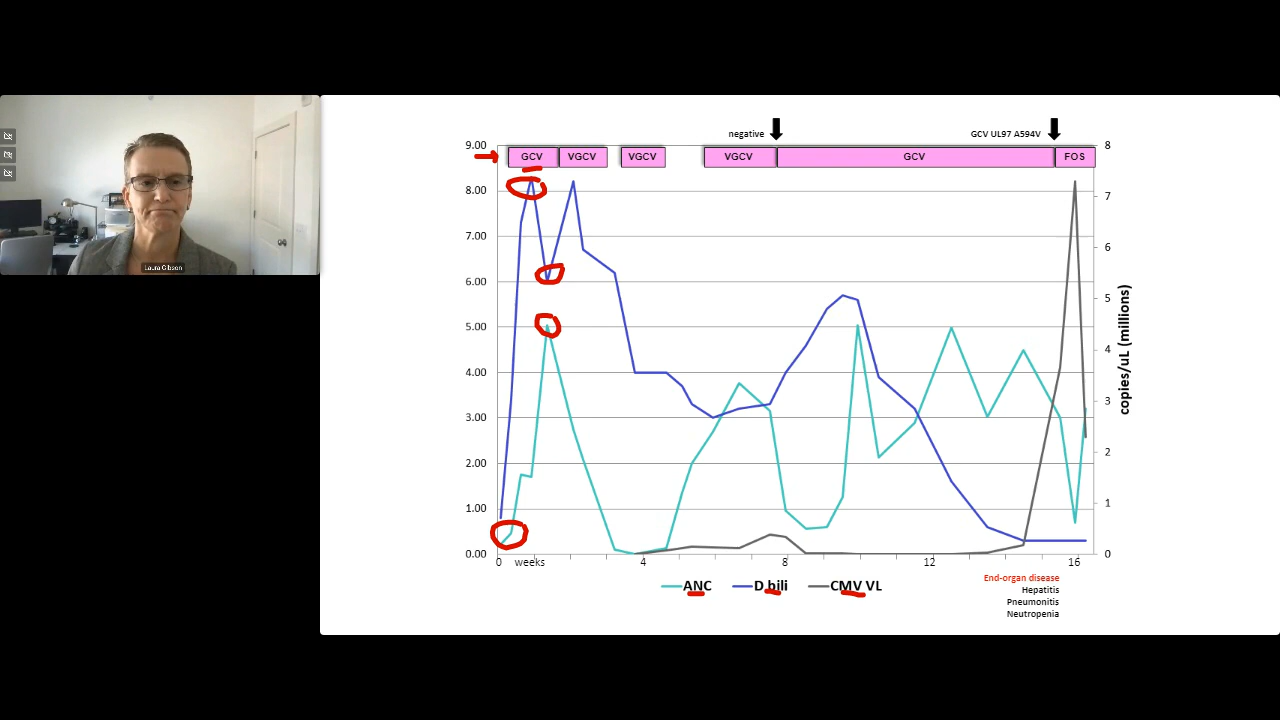 negative
GCV UL97 A594V
GCV VGCV VGCV VGCV GCV FOS
9.00
8.00
7.00
6.00
5.00
4.00
3.00
2.00
1.00
0.00
8
7
6
5
4
3
2
1
0
copies/uL (millions)
0 weeks 4 8 12 16
ANC D bili CMV VL
End-organ disease
Hepatitis
Pneumonitis
Neutropenia
Laura Gibson